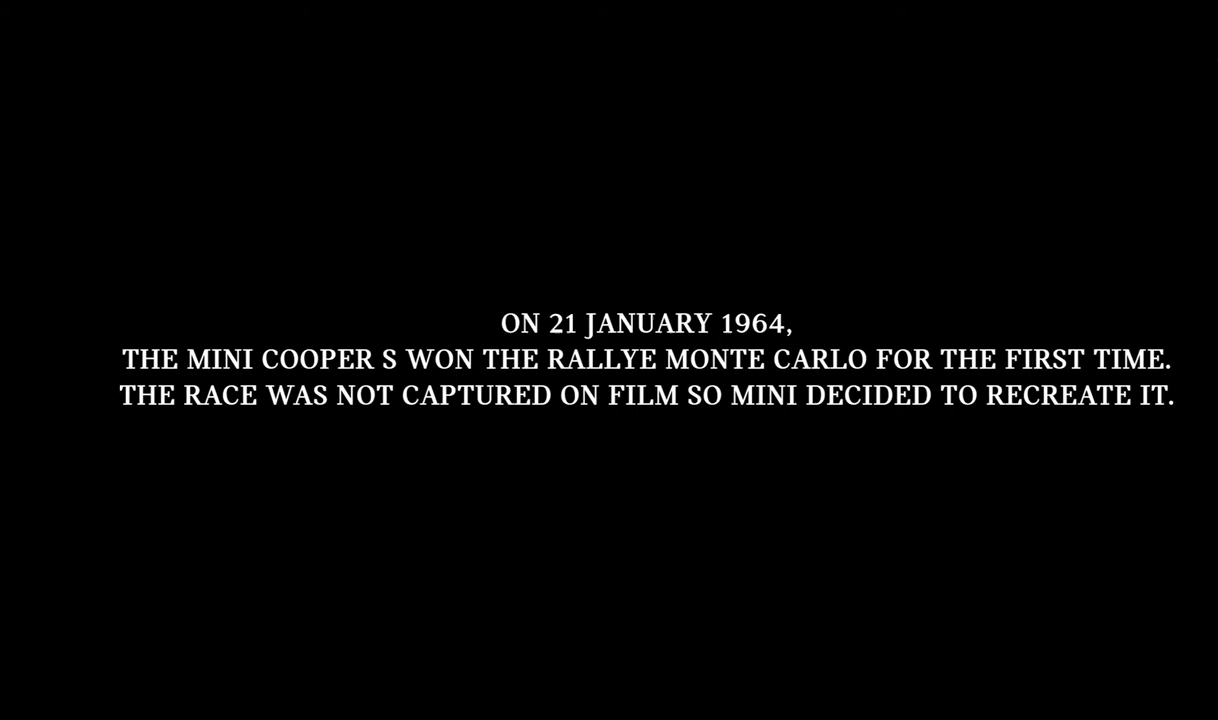 ON 21 JANUARY 1964,
THE MINI COOPER S WON THE RALLYE MONTE CARLO FOR THE FIRST TIME.
THE RACE WAS NOT CAPTURED ON FILM SO MINI DECIDED TO RECREATE IT.